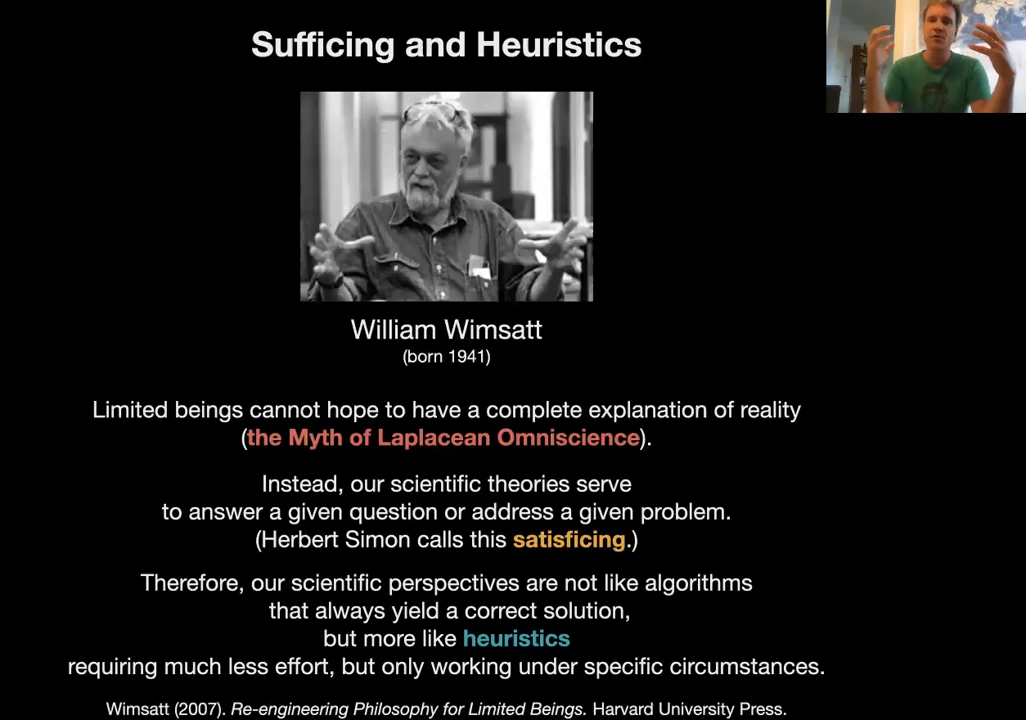 Sufficing and Heuristics
William Wimsatt
(born 1941)
Limited beings cannot hope to have a complete explanation of reality
(the Myth of Laplacean Omniscience).
Instead, our scientific theories serve
to answer a given question or address a given problem.
(Herbert Simon calls this satisficing.)
Therefore, our scientific perspectives are not like algorithms
that always yield a correct solution,
but more like heuristics
requiring much less effort, but only working under specific circumstances.
Wimsatt (2007). Re-engineering Philosophy for Limited Beings. Harvard University Press.